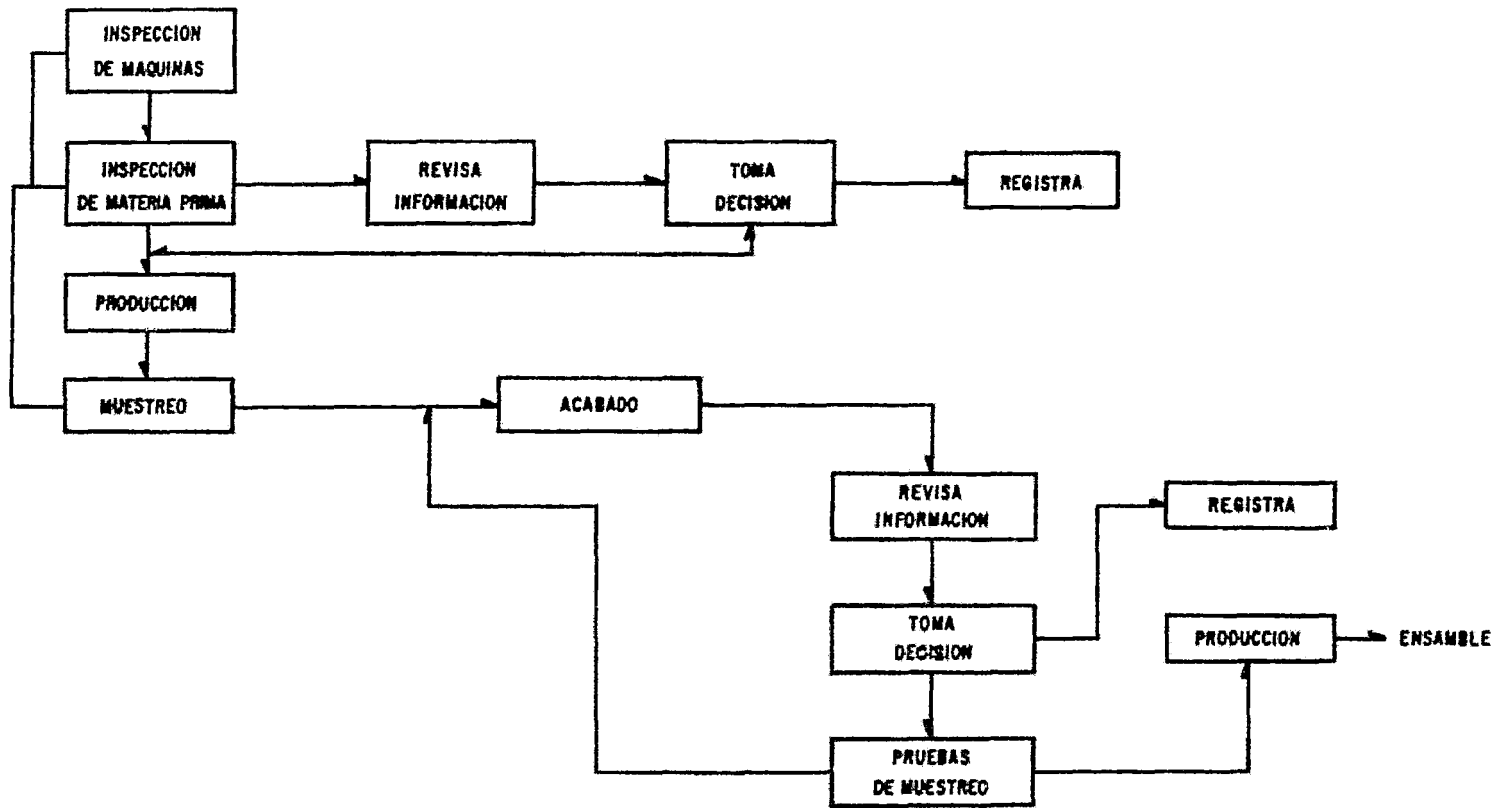 INSPECCION
DE MAQUINAS
INSPECCION
DE MATERIA PRIMA
REVISA
INFORMACION
TOMA
DECISION
REGISTRA
PRODUCCION
MUESTREO
ACABADO
REVISA
INFORMACION
REGISTRA
TOMA
DECISION
PRODUCCION
ENSAMBLE
PRUEBAS
DE MUESTREO